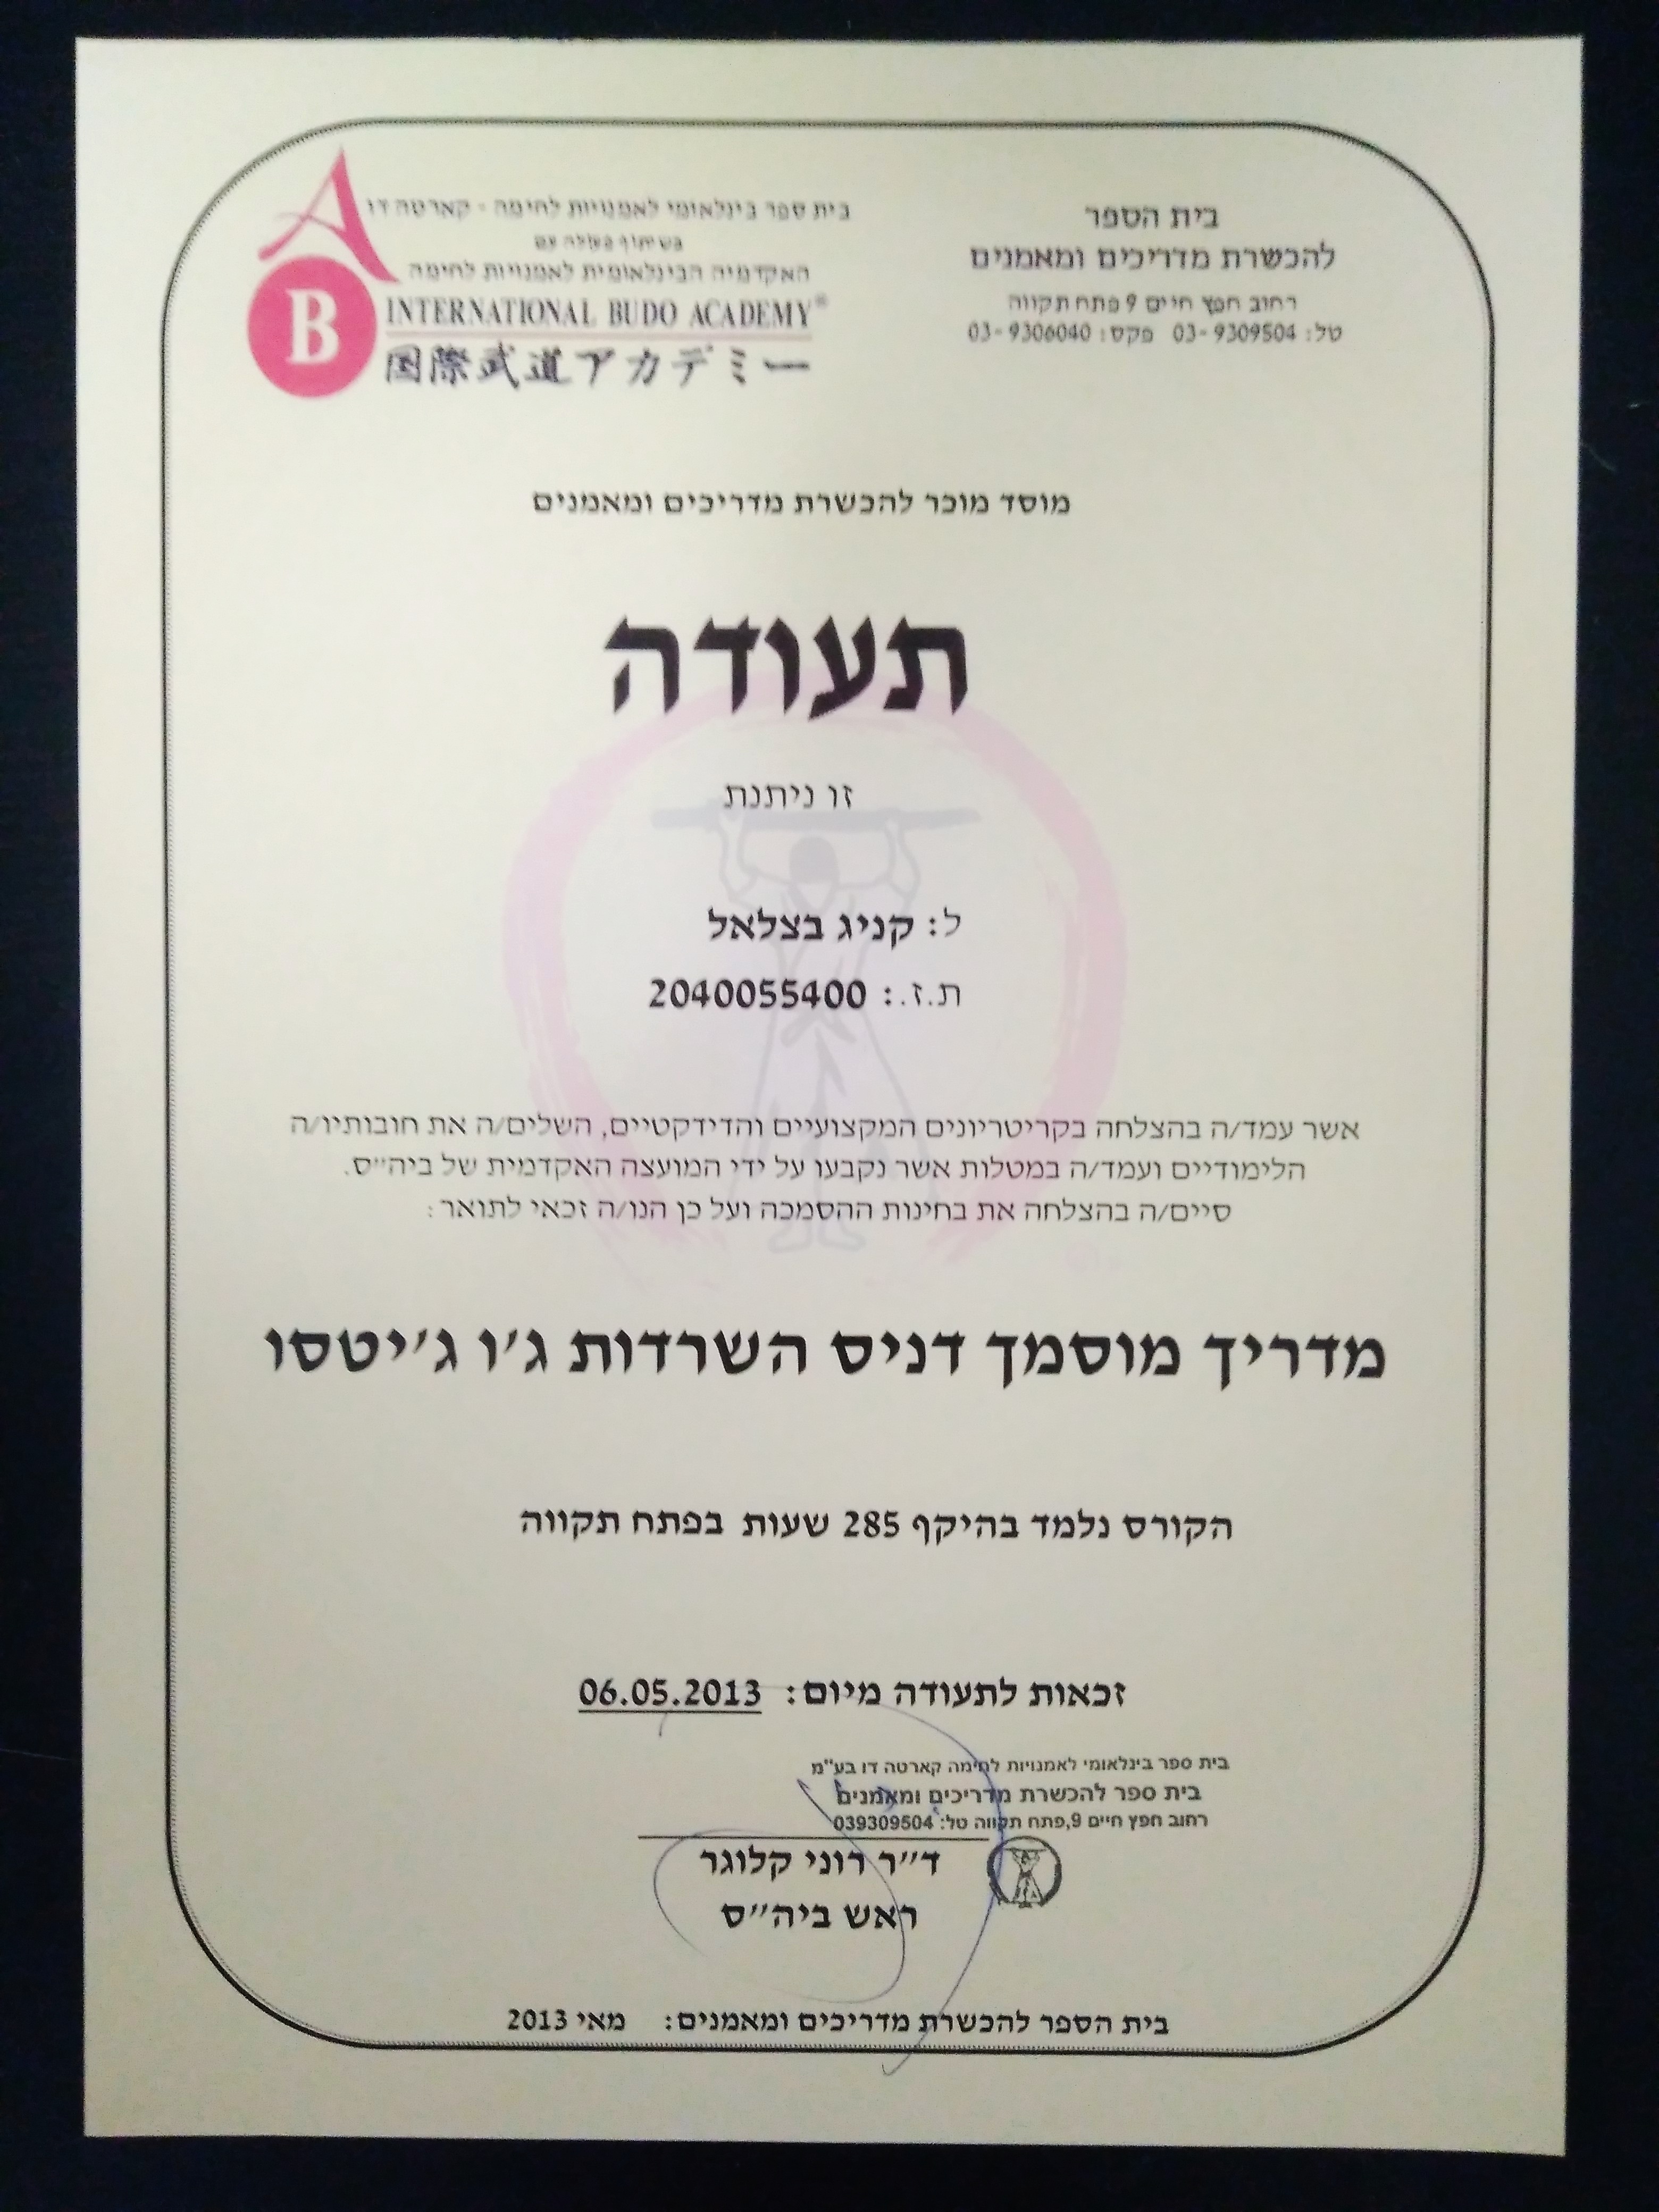 בית הספר
להכשרת מדריכים ומאמנים
רחוב חפץ חיים 9 פתח תקווה
טל: 03-9309504 פקס: 03-9306040
בית ספר בינלאומי לאמנויות לחימה - קארטה דו
בשיתוף פעולה עם
האקדמיה הבינלאומית לאמנויות לחימה
INTERNATIONAL BUDO ACADEMY®
国際武道アカデミー
A
B
מוסד מוכר להכשרת מדריכים ומאמנים
תעודה
זו ניתנת
ל: קניג בצלאל
ת.ז.: 2040055400
אשר עמד/ה בהצלחה בקריטריונים המקצועיים והדידקטיים, השלים/ה את חובותיו/ה
הלימודיים ועמד/ה במטלות אשר נקבעו על ידי המועצה האקדמית של ביה״ס.
סיים/ה בהצלחה את בחינות ההסמכה ועל כן הנו/ה זכאי לתואר:
מדריך מוסמך דניס השרדות ג׳ו ג׳יטסו
הקורס נלמד בהיקף 285 שעות בפתח תקווה
זכאות לתעודה מיום: 06.05.2013
בית ספר בינלאומי לאמנויות לחימה קארטה דו בע"מ
בית ספר להכשרת מדריכים ומאמנים
רחוב חפץ חיים 9,פתח תקווה טל: 039309504
ד״ר רוני קלוגר
ראש ביה״ס
בית הספר להכשרת מדריכים ומאמנים: מאי 2013